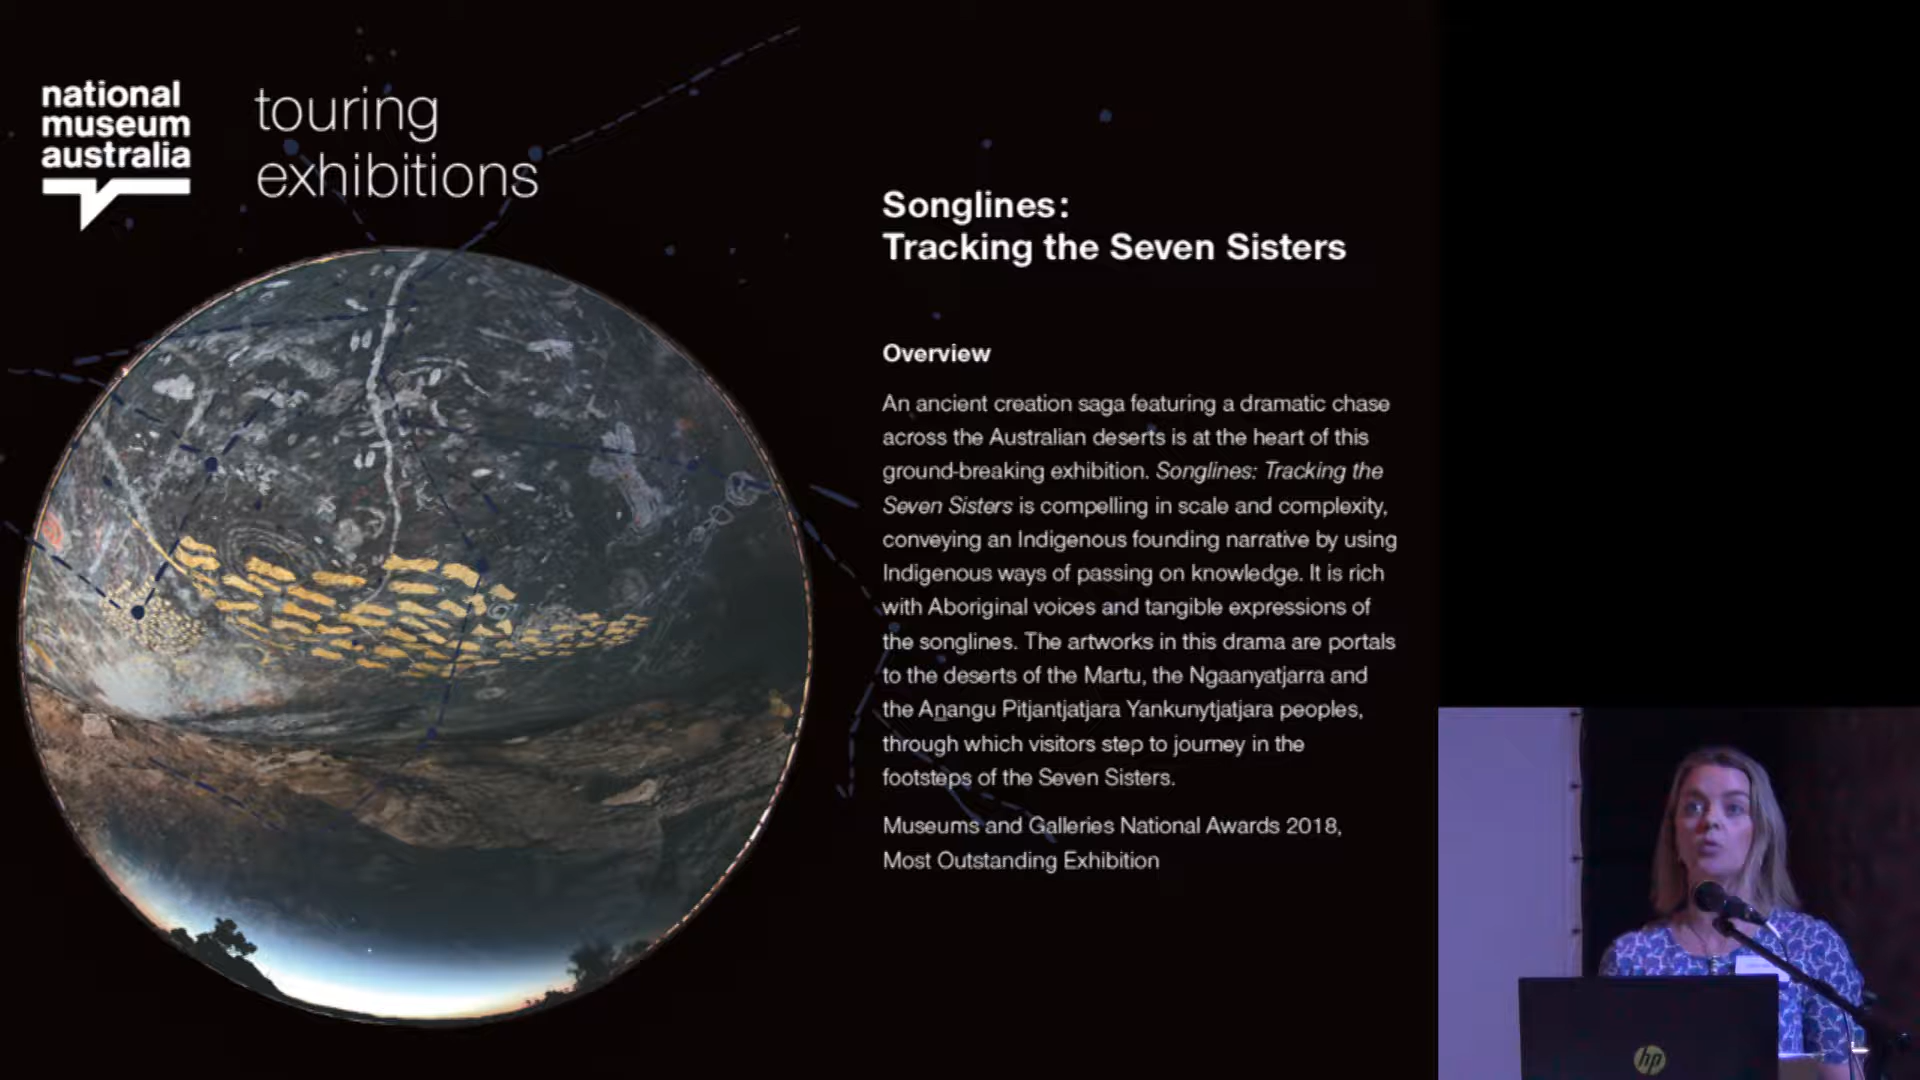 national
museum
australia
touring
exhibitions
Songlines:
Tracking the Seven Sisters
Overview
An ancient creation saga featuring a dramatic chase
across the Australian deserts is at the heart of this
ground-breaking exhibition. Songlines: Tracking the
Seven Sisters is compelling in scale and complexity,
conveying an Indigenous founding narrative by using
Indigenous ways of passing on knowledge. It is rich
with Aboriginal voices and tangible expressions of
the songlines. The artworks in this drama are portals
to the deserts of the Martu, the Ngaanyatjarra and
the Aṉangu Pitjantjatjara Yankunytjatjara peoples,
through which visitors step to journey in the
footsteps of the Seven Sisters.
Museums and Galleries National Awards 2018,
Most Outstanding Exhibition
hp